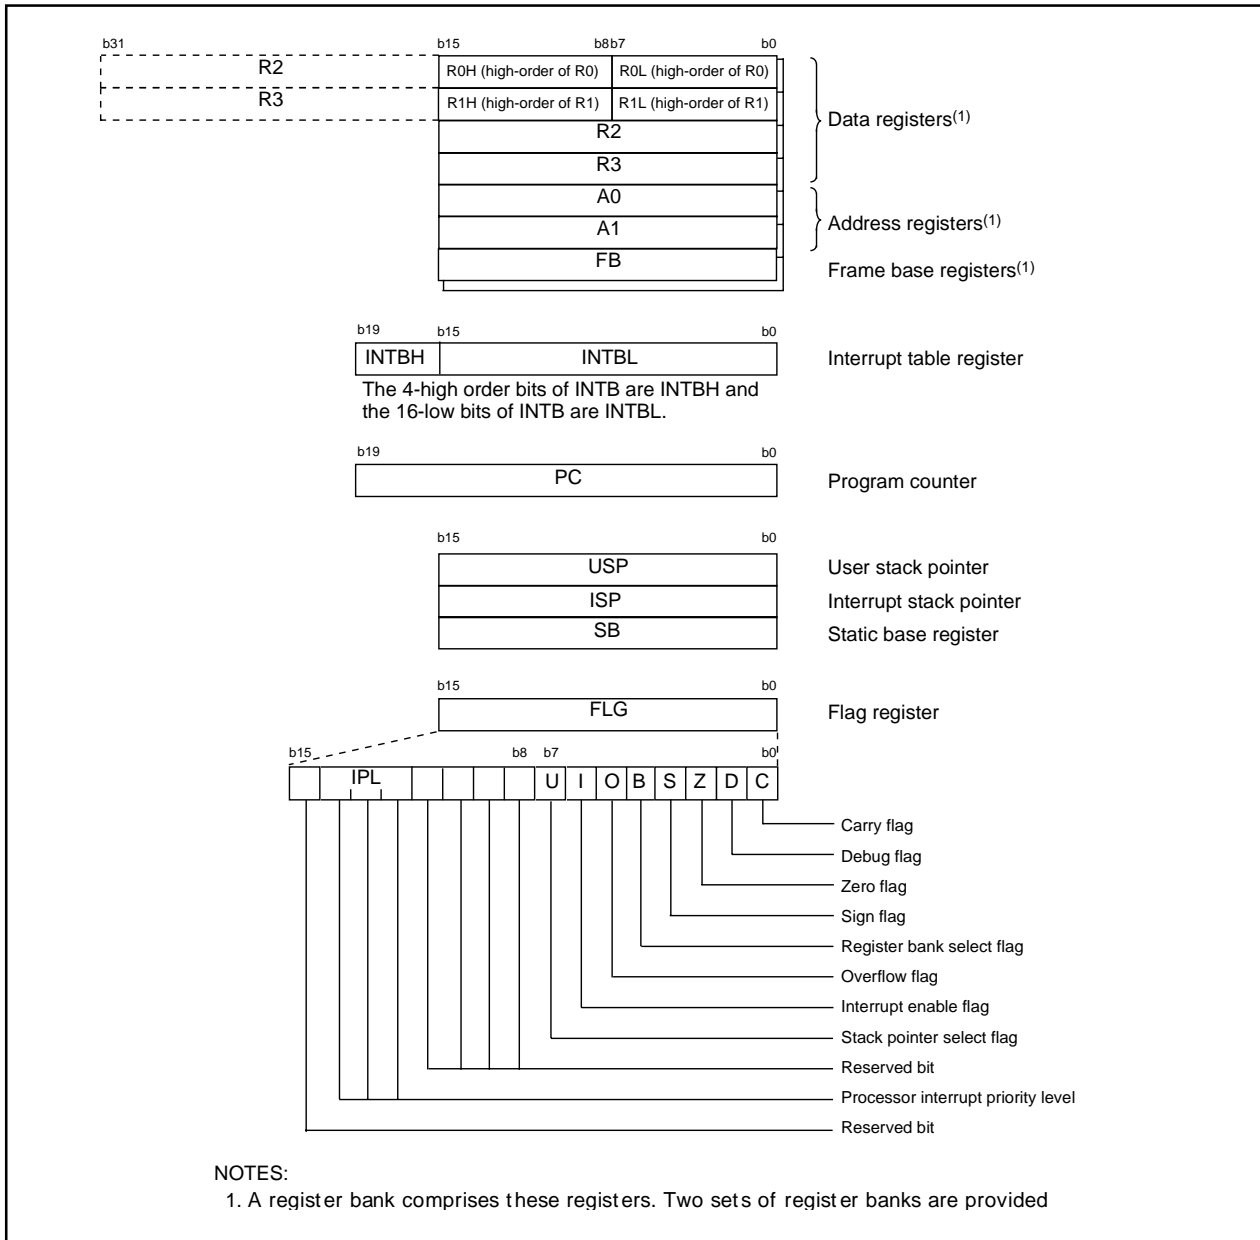 b31 b15 b8b7 b0
R2 R0H (high-order of R0) R0L (high-order of R0)
R3 R1H (high-order of R1) R1L (high-order of R1)
Data registers(1)
R2
R3
A0
A1
Address registers(1)
FB
Frame base registers(1)
b19 b15 b0
INTBH INTBL Interrupt table register
The 4-high order bits of INTB are INTBH and
the 16-low bits of INTB are INTBL.
b19 b0
PC Program counter
b15 b0
USP User stack pointer
ISP Interrupt stack pointer
SB Static base register
b15 b0
FLG Flag register
b15 b8 b7 b0
IPL U I O B S Z D C
Carry flag
Debug flag
Zero flag
Sign flag
Register bank select flag
Overflow flag
Interrupt enable flag
Stack pointer select flag
Reserved bit
Processor interrupt priority level
Reserved bit
NOTES:
1. A register bank comprises these registers. Two sets of register banks are provided